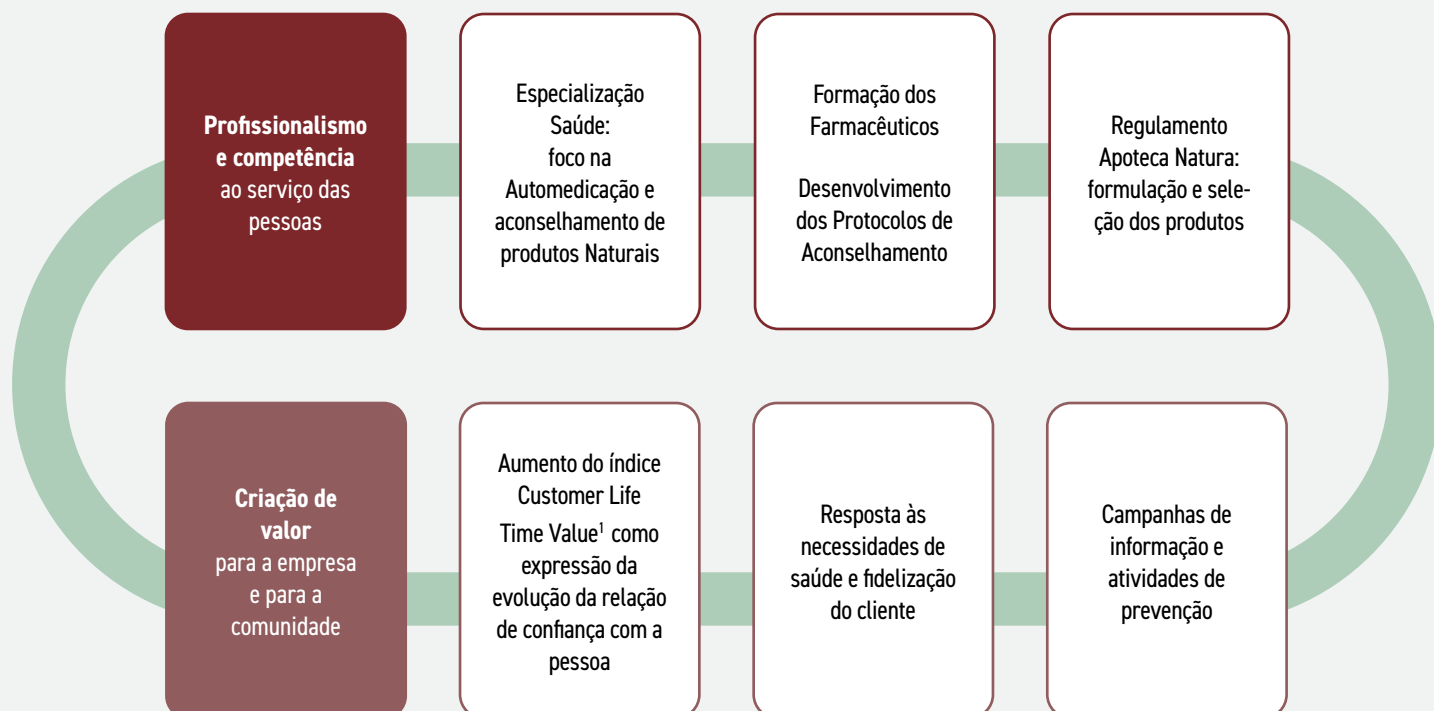 Profissionalismo
e competência
ao serviço das
pessoas
Especialização
Saúde:
foco na
Automedicação e
aconselhamento de
produtos Naturais
Formação dos
Farmacêuticos
Desenvolvimento
dos Protocolos de
Aconselhamento
Regulamento
Apoteca Natura:
formulação e sele-
ção dos produtos
Criação de
valor
para a empresa
e para a
comunidade
Aumento do índice
Customer Life
Time Value¹ como
expressão da
evolução da relação
de confiança com a
pessoa
Resposta às
necessidades de
saúde e fidelização
do cliente
Campanhas de
informação e
atividades de
prevenção